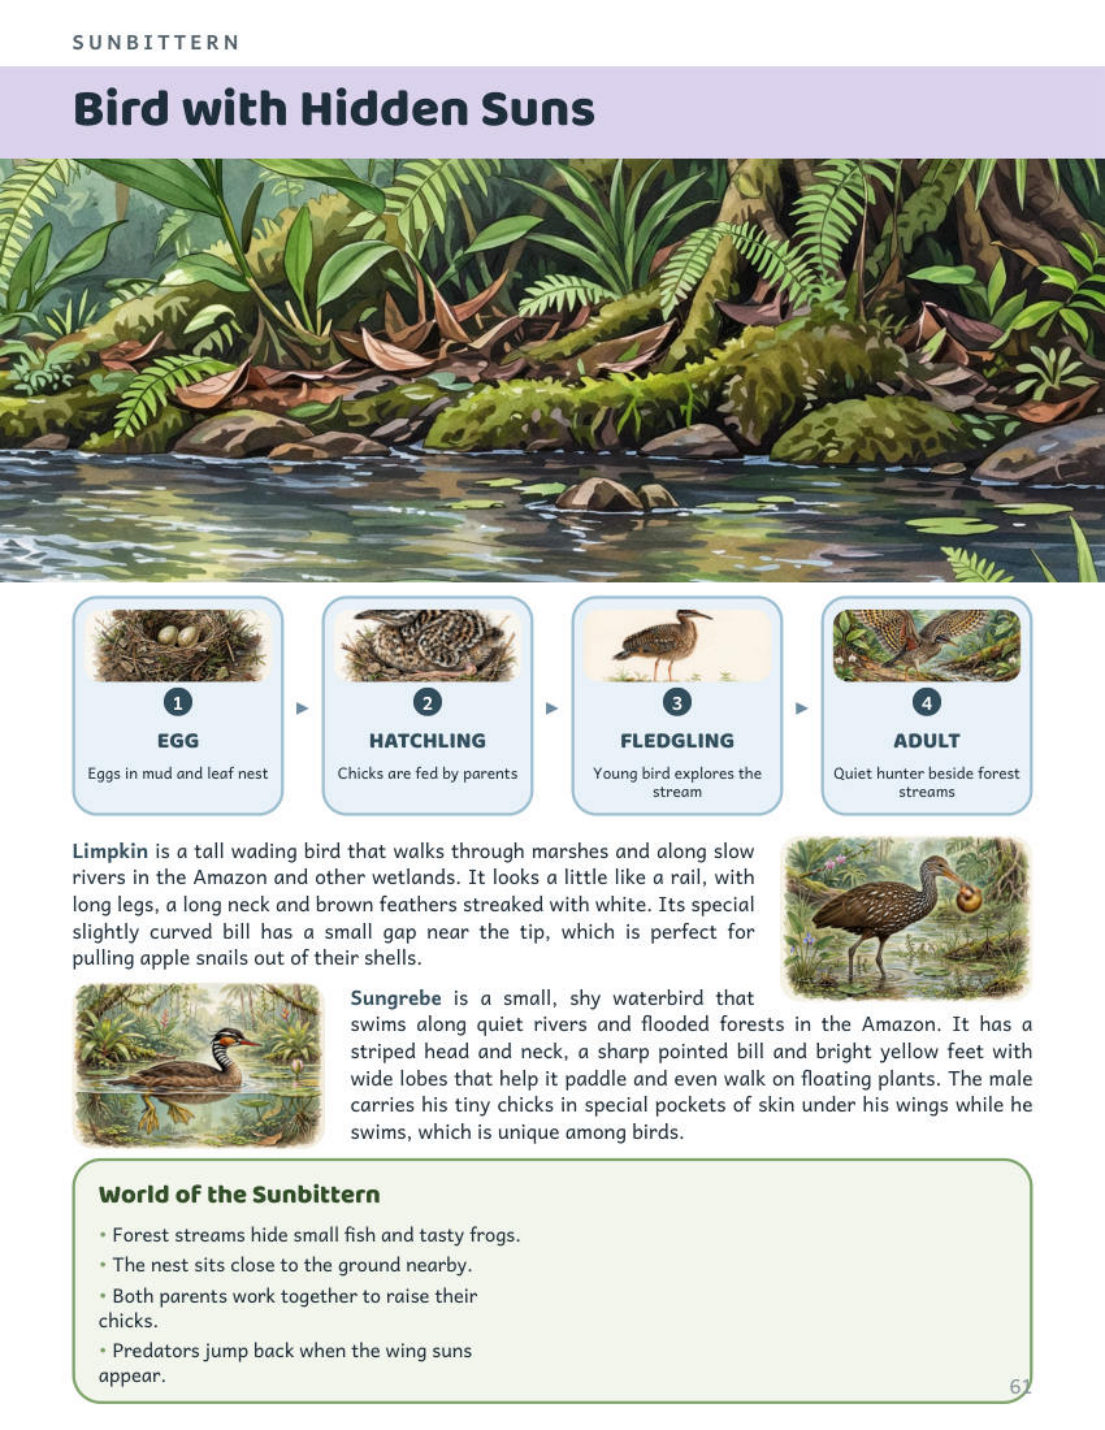 SUNBITTERN
Bird with Hidden Suns
1
EGG
Eggs in mud and leaf nest
2
HATCHLING
Chicks are fed by parents
3
FLEDGLING
Young bird explores the
stream
4
ADULT
Quiet hunter beside forest
streams
Limpkin is a tall wading bird that walks through marshes and along slow
rivers in the Amazon and other wetlands. It looks a little like a rail, with
long legs, a long neck and brown feathers streaked with white. Its special
slightly curved bill has a small gap near the tip, which is perfect for
pulling apple snails out of their shells.
Sungrebe is a small, shy waterbird that
swims along quiet rivers and flooded forests in the Amazon. It has a
striped head and neck, a sharp pointed bill and bright yellow feet with
wide lobes that help it paddle and even walk on floating plants. The male
carries his tiny chicks in special pockets of skin under his wings while he
swims, which is unique among birds.
World of the Sunbittern
• Forest streams hide small fish and tasty frogs.
• The nest sits close to the ground nearby.
• Both parents work together to raise their
chicks.
• Predators jump back when the wing suns
appear.
61